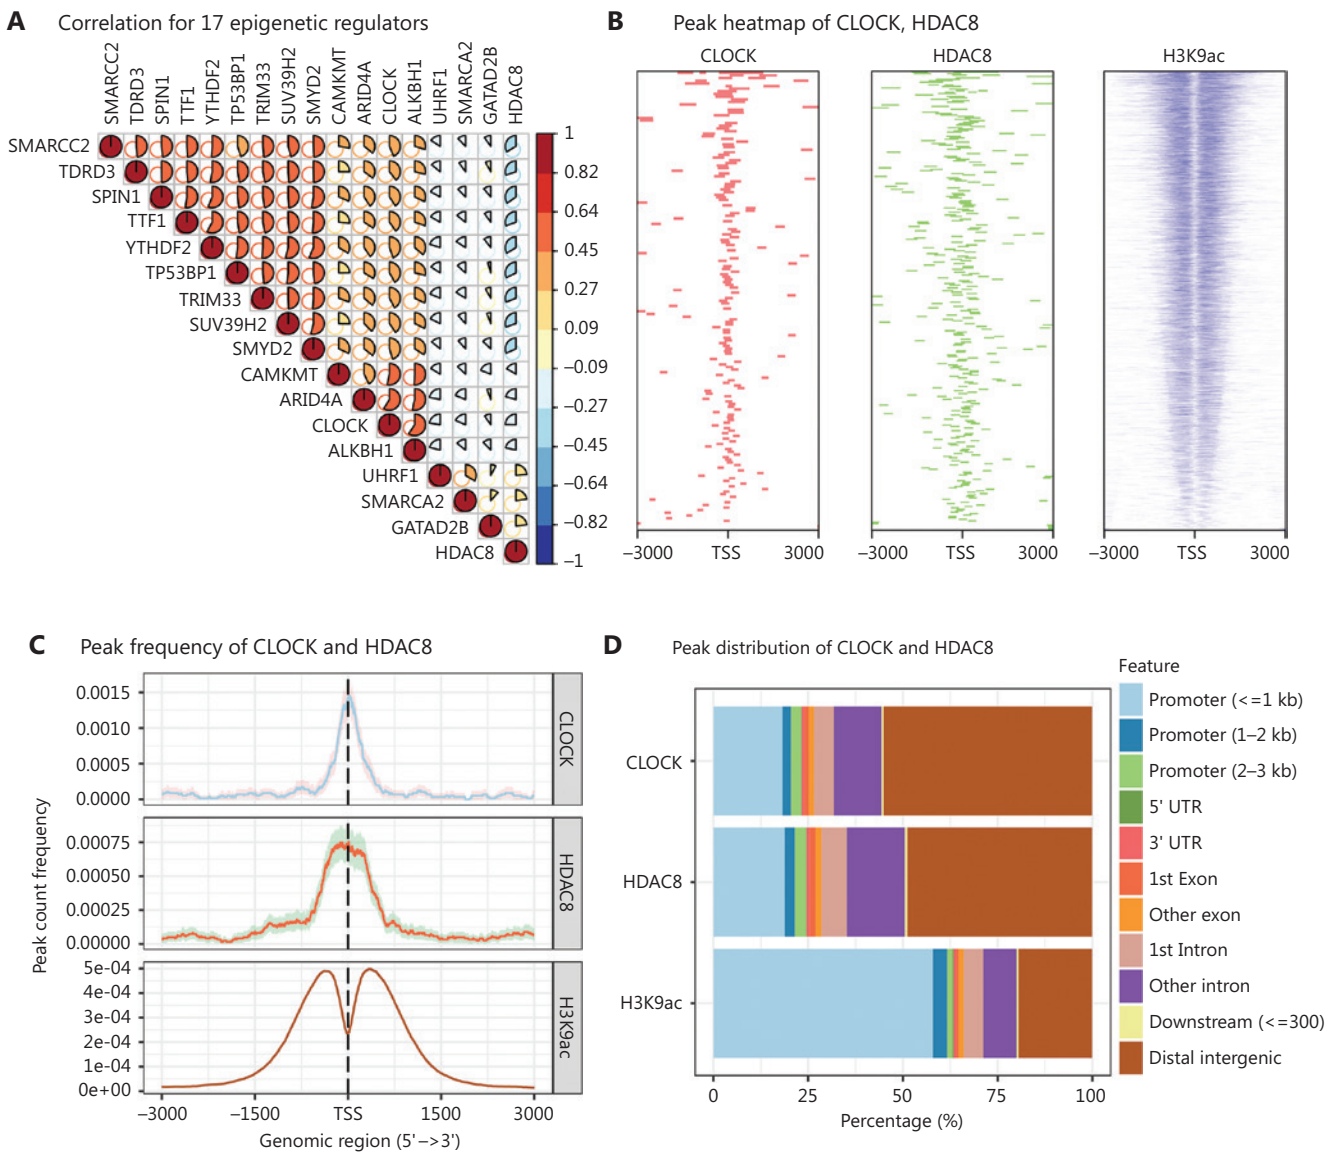 A Correlation for 17 epigenetic regulators
SMARCC2
TDRD3
SPIN1
TTF1
YTHDF2
TP53BP1
TRIM33
SUV39H2
SMYD2
CAMKMT
ARID4A
CLOCK
ALKBH1
UHRF1
SMARCA2
GATAD2B
HDAC8
SMARCC2
TDRD3
SPIN1
TTF1
YTHDF2
TP53BP1
TRIM33
SUV39H2
SMYD2
CAMKMT
ARID4A
CLOCK
ALKBH1
UHRF1
SMARCA2
GATAD2B
HDAC8
1
0.82
0.64
0.45
0.27
0.09
−0.09
−0.27
−0.45
−0.64
−0.82
−1
B Peak heatmap of CLOCK, HDAC8
CLOCK HDAC8 H3K9ac
−3000 TSS 3000 −3000 TSS 3000 −3000 TSS 3000
C Peak frequency of CLOCK and HDAC8
Peak count frequency
0.0015
0.0010
0.0005
0.0000
CLOCK
0.00075
0.00050
0.00025
0.00000
HDAC8
5e−04
4e−04
3e−04
2e−04
1e−04
0e+00
H3K9ac
−3000 −1500 TSS 1500 3000
Genomic region (5'−>3')
D Peak distribution of CLOCK and HDAC8
CLOCK
HDAC8
H3K9ac
0 25 50 75 100
Percentage (%)
Feature
Promoter (<=1 kb)
Promoter (1–2 kb)
Promoter (2–3 kb)
5' UTR
3' UTR
1st Exon
Other exon
1st Intron
Other intron
Downstream (<=300)
Distal intergenic